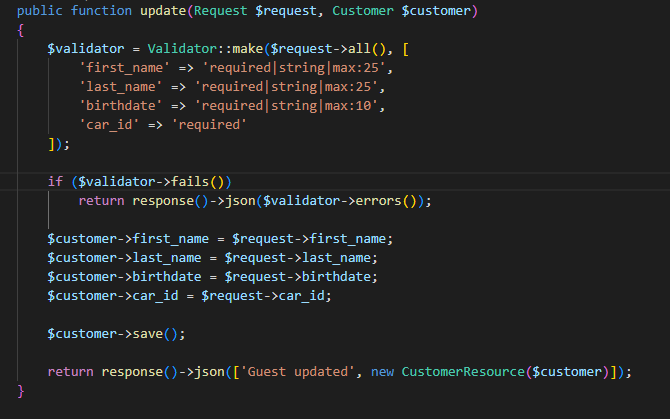 public function update(Request $request, Customer $customer)
{
    $validator = Validator::make($request->all(), [
        'first_name' => 'required|string|max:25',
        'last_name' => 'required|string|max:25',
        'birthdate' => 'required|string|max:10',
        'car_id' => 'required'
    ]);
    if ($validator->fails())
        return response()->json($validator->errors());
    $customer->first_name = $request->first_name;
    $customer->last_name = $request->last_name;
    $customer->birthdate = $request->birthdate;
    $customer->car_id = $request->car_id;
    $customer->save();
    return response()->json(['Guest updated', new CustomerResource($customer)]);
}